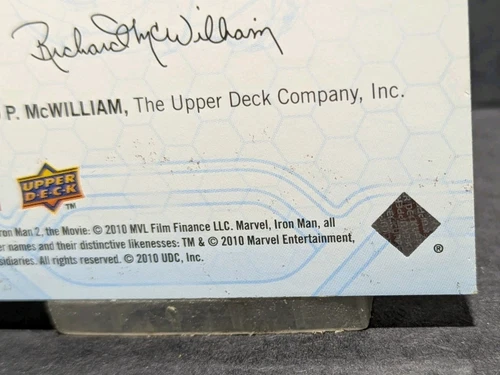 Richard McWilliam
P. McWILLIAM, The Upper Deck Company, Inc.
UPPER
D·E·C·K
TM
ron Man 2, the Movie: © 2010 MVL Film Finance LLC. Marvel, Iron Man, all
er names and their distinctive likenesses: TM & © 2010 Marvel Entertainment,
sidiaries. All rights reserved. © 2010 UDC, Inc.
®